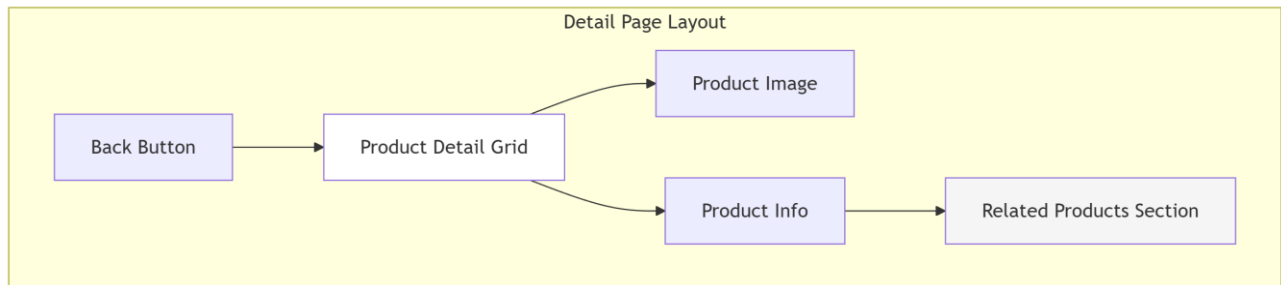 Detail Page Layout
Product Image
Back Button
Product Detail Grid
Product Info
Related Products Section